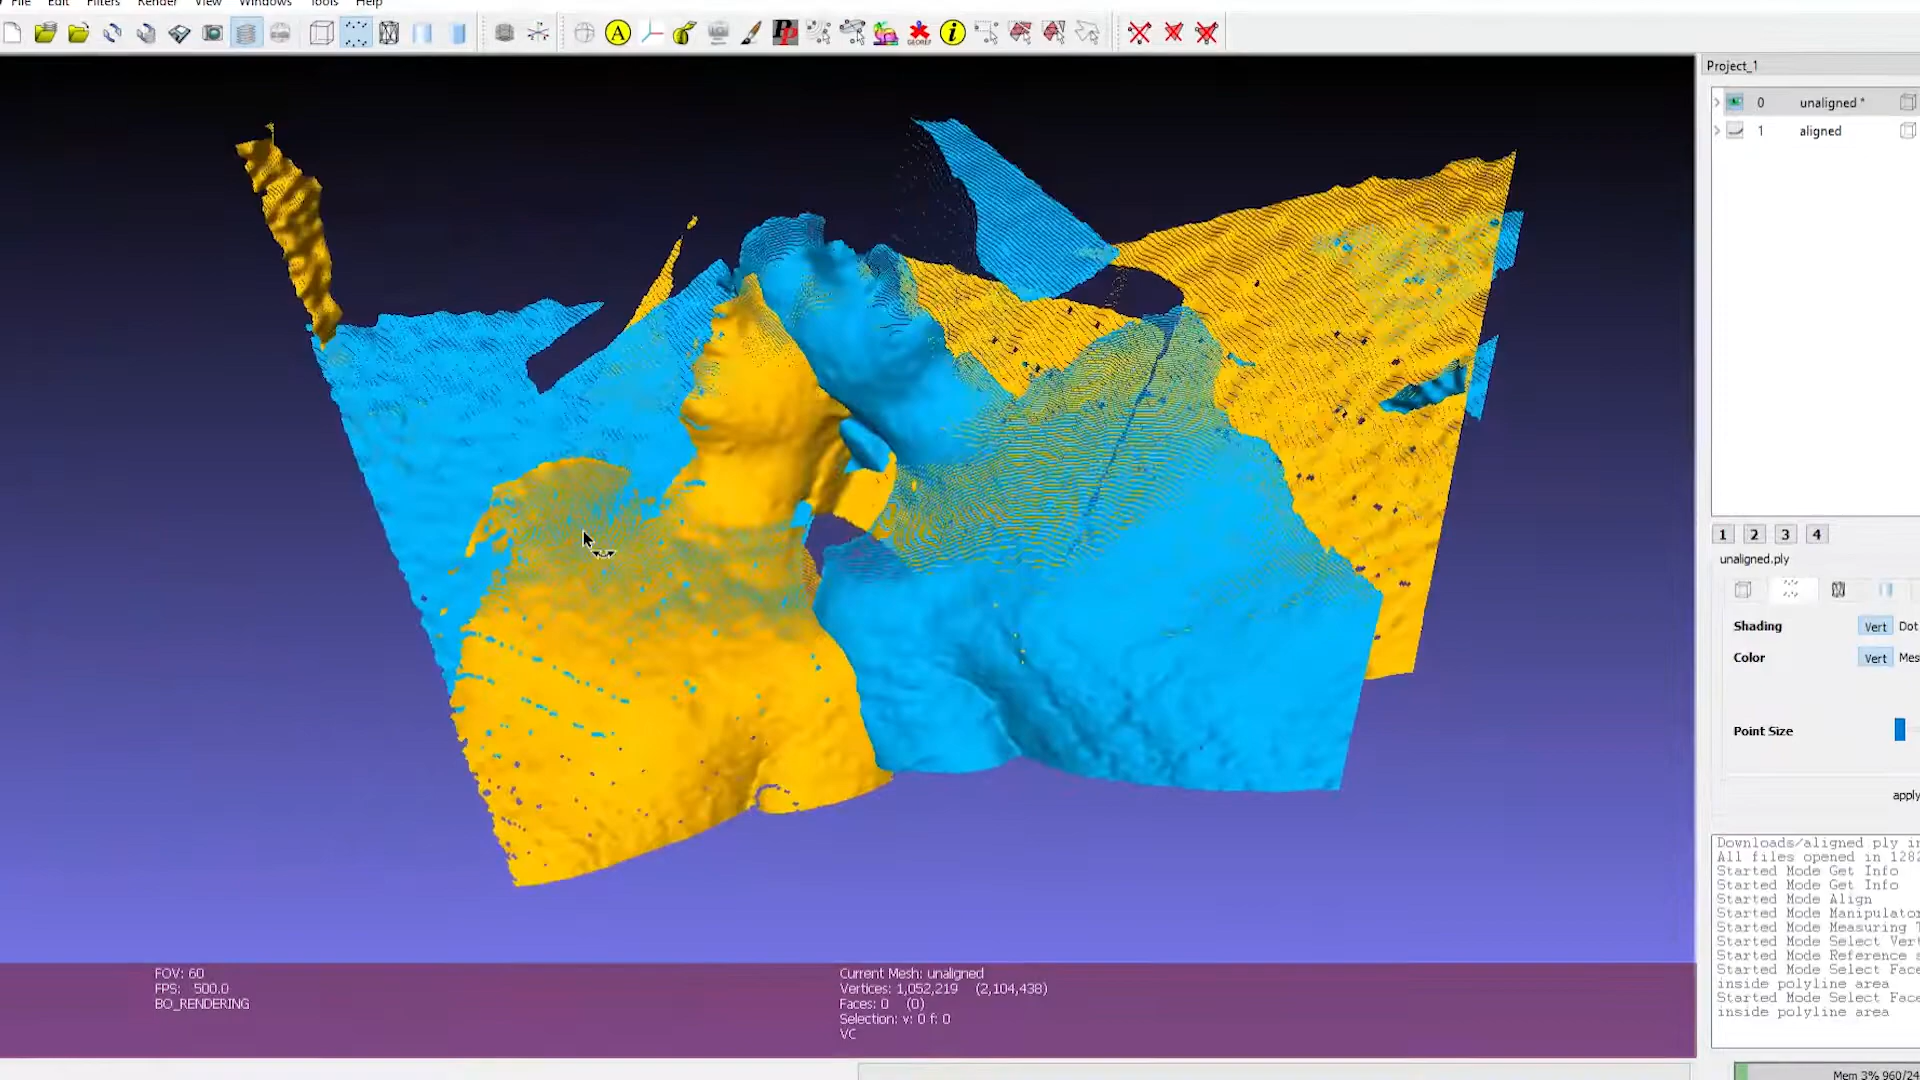 File Edit Filters Render View Windows Tools Help
Project_1
0 unaligned *
1 aligned
1 2 3 4
unaligned.ply
Shading Vert Dot
Color Vert Mes
Point Size
apply
Downloads/aligned ply in
All files opened in 1282
Started Mode Get Info
Started Mode Get Info
Started Mode Align
Started Mode Manipulator
Started Mode Measuring T
Started Mode Select Vert
Started Mode Reference s
Started Mode Select Face
inside polyline area
Started Mode Select Face
inside polyline area
FOV: 60
FPS: 500.0
BO_RENDERING
Current Mesh: unaligned
Vertices: 1,052,219 (2,104,438)
Faces: 0 (0)
Selection: v: 0 f: 0
VC
Mem 3% 960/24